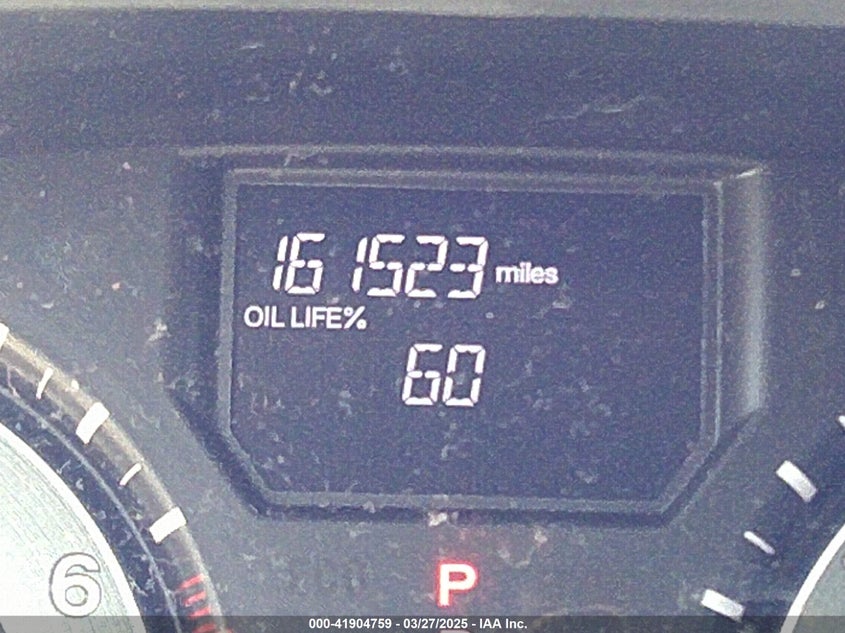 161523 miles
OIL LIFE%
60
P
6
000-41904759 - 03/27/2025 - IAA Inc.